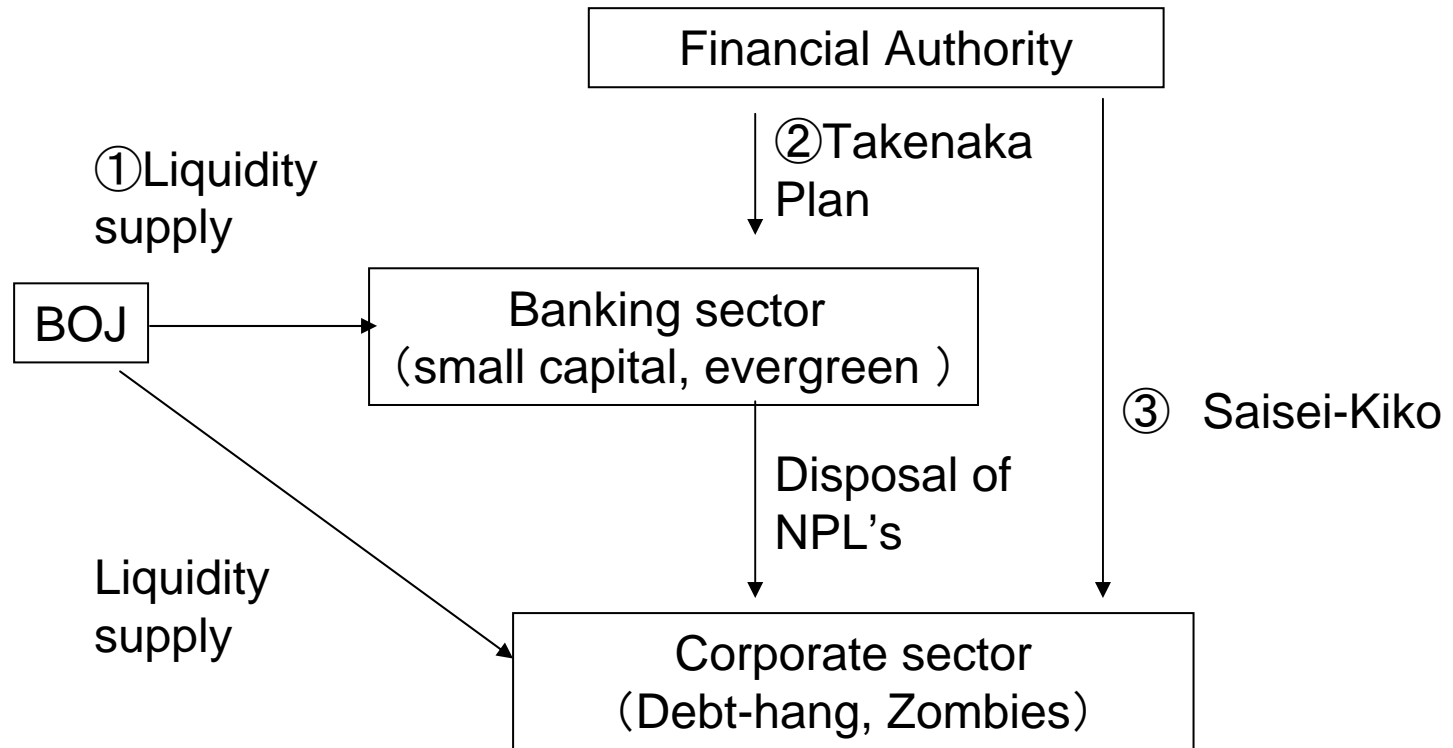 Financial Authority
①Liquidity
supply
②Takenaka
Plan
BOJ
Banking sector
（small capital, evergreen ）
③ Saisei-Kiko
Disposal of
NPL’s
Liquidity
supply
Corporate sector
（Debt-hang, Zombies）